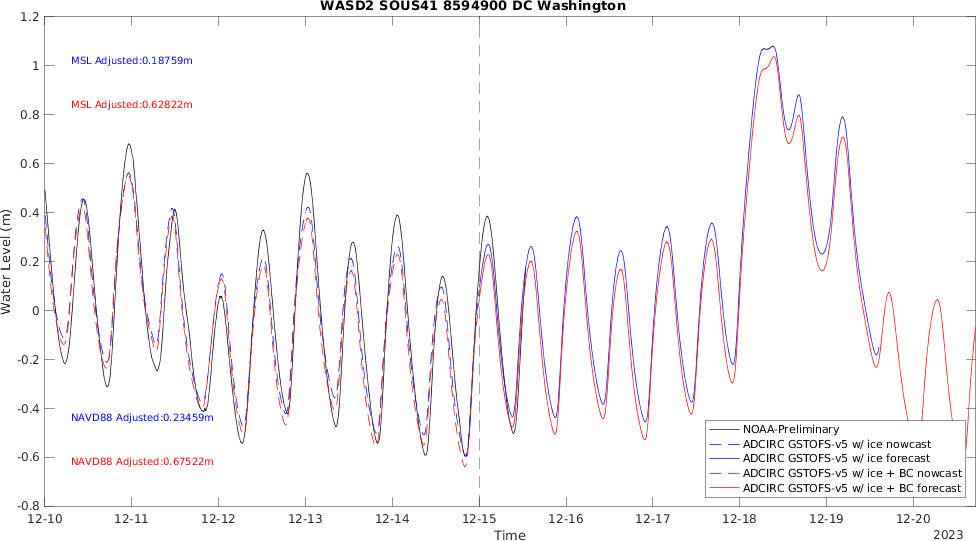 WASD2 SOUS41 8594900 DC Washington
1.2
1
0.8
0.6
0.4
0.2
0
-0.2
-0.4
-0.6
-0.8
Water Level (m)
MSL Adjusted:0.18759m
MSL Adjusted:0.62822m
NAVD88 Adjusted:0.23459m
NAVD88 Adjusted:0.67522m
NOAA-Preliminary
ADCIRC GSTOFS-v5 w/ ice nowcast
ADCIRC GSTOFS-v5 w/ ice forecast
ADCIRC GSTOFS-v5 w/ ice + BC nowcast
ADCIRC GSTOFS-v5 w/ ice + BC forecast
12-10 12-11 12-12 12-13 12-14 12-15 12-16 12-17 12-18 12-19 12-20
Time
2023